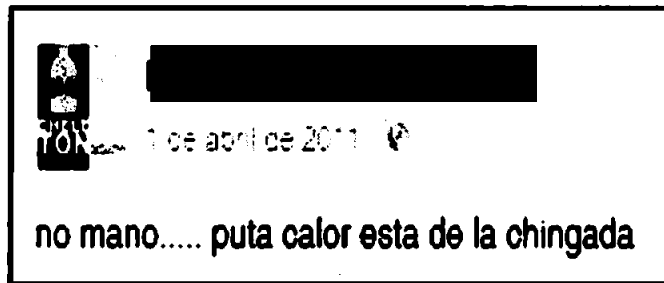 1 de abril de 2011
no mano..... puta calor esta de la chingada